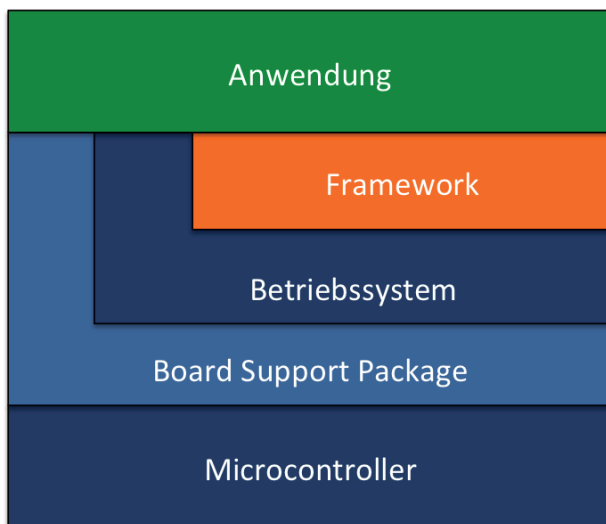 Anwendung
Framework
Betriebssystem
Board Support Package
Microcontroller